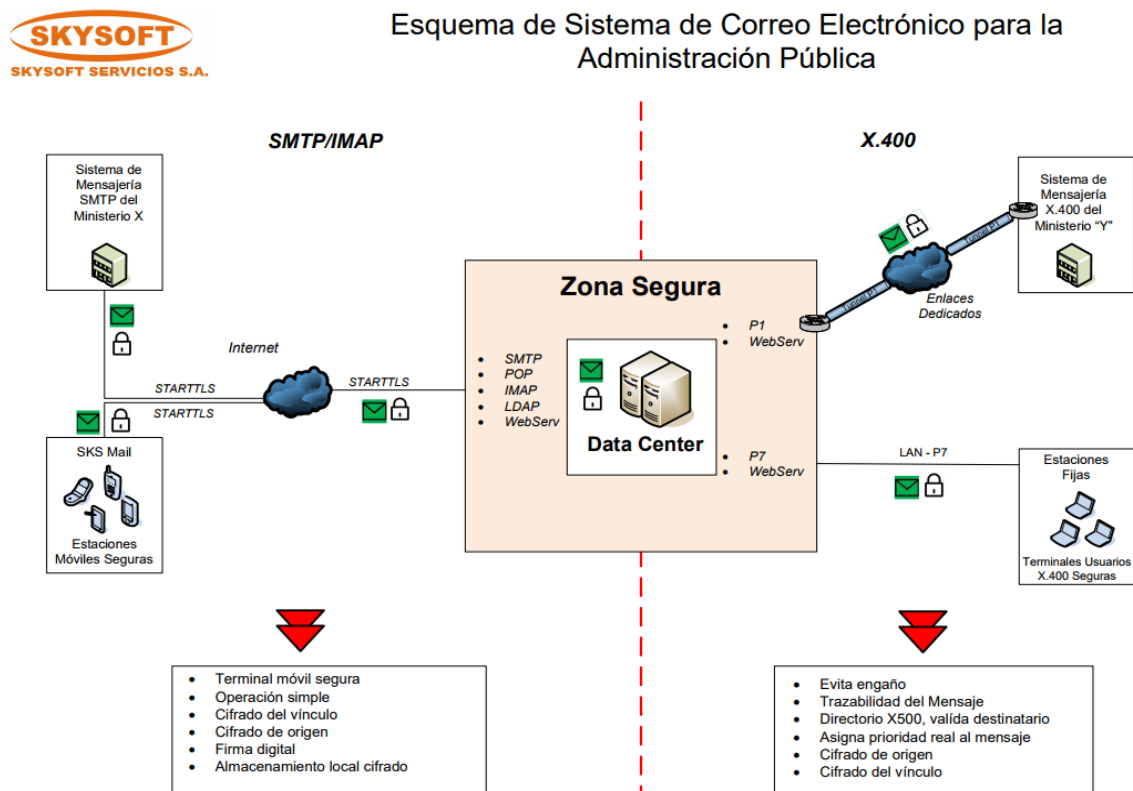 SKYSOFT
SKYSOFT SERVICIOS S.A.
Esquema de Sistema de Correo Electrónico para la
Administración Pública
SMTP/IMAP
X.400
Sistema de
Mensajería
SMTP del
Ministerio X
Sistema de
Mensajería
X.400 del
Ministerio “Y”
Tunnel P1
Tunnel P1
Enlaces
Dedicados
Zona Segura
• P1
• WebServ
Internet
STARTTLS
STARTTLS
STARTTLS
• SMTP
• POP
• IMAP
• LDAP
• WebServ
Data Center
• P7
• WebServ
LAN - P7
SKS Mail
Estaciones
Móviles Seguras
Estaciones
Fijas
Terminales Usuarios
X.400 Seguras
• Terminal móvil segura
• Operación simple
• Cifrado del vínculo
• Cifrado de origen
• Firma digital
• Almacenamiento local cifrado
• Evita engaño
• Trazabilidad del Mensaje
• Directorio X500, valída destinatario
• Asigna prioridad real al mensaje
• Cifrado de origen
• Cifrado del vínculo